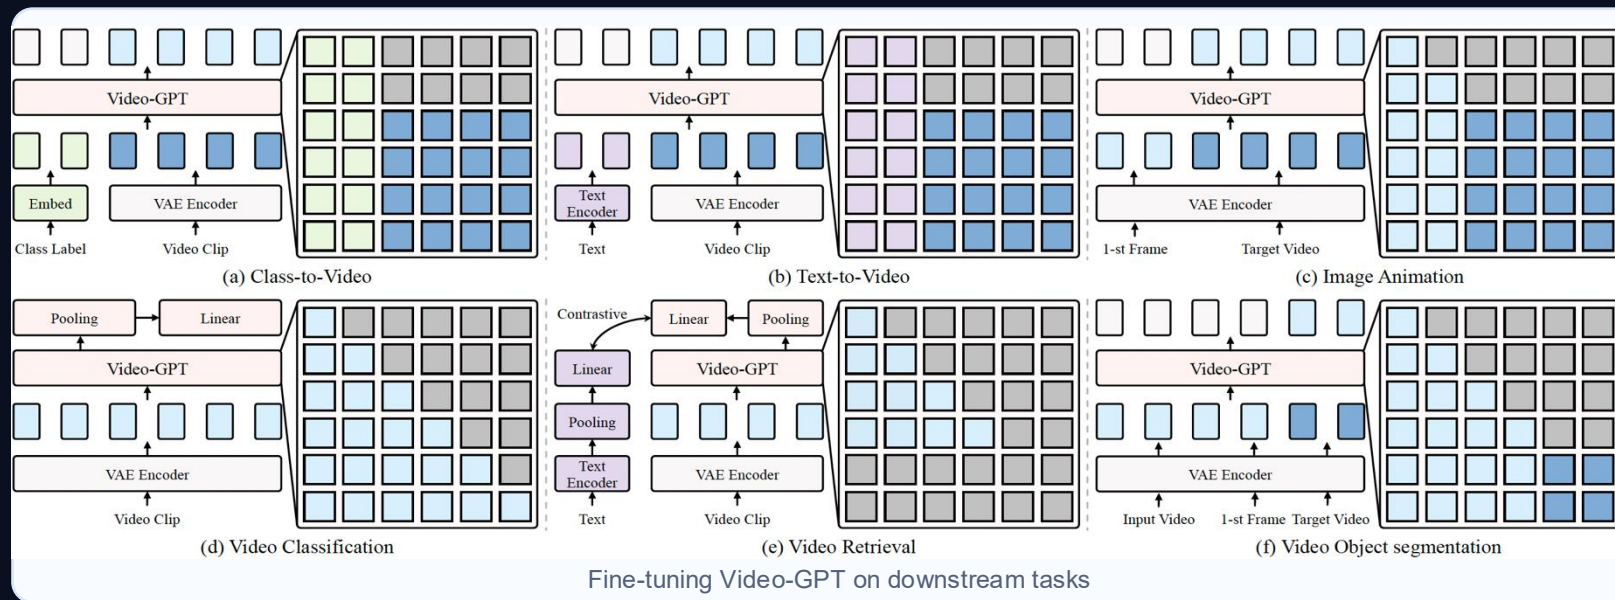 Video-GPT
Embed
VAE Encoder
Class Label
Video Clip
(a) Class-to-Video
Video-GPT
Text
Encoder
VAE Encoder
Text
Video Clip
(b) Text-to-Video
Video-GPT
VAE Encoder
1-st Frame
Target Video
(c) Image Animation
Pooling
Linear
Video-GPT
VAE Encoder
Video Clip
(d) Video Classification
Contrastive
Linear
Pooling
Linear
Video-GPT
Pooling
Text
Encoder
VAE Encoder
Text
Video Clip
(e) Video Retrieval
Video-GPT
VAE Encoder
Input Video
1-st Frame
Target Video
(f) Video Object segmentation
Fine-tuning Video-GPT on downstream tasks